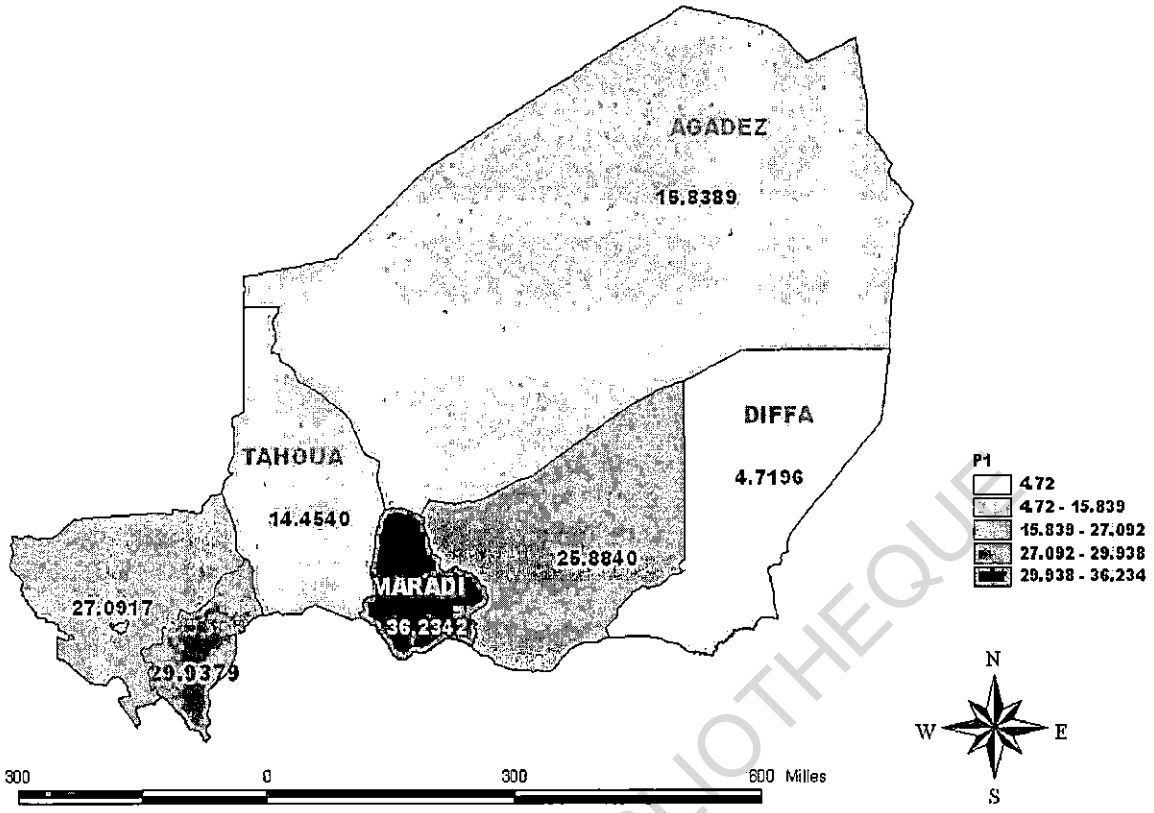 AGADEZ
15.8389
DIFFA
4.7196
TAHOUA
14.4540
25.8840
MARADI
36.2342
27.0917
29.9379
P1
4.72
4.72 - 15.839
15.839 - 27.092
27.092 - 29.938
29.938 - 36.234
N
W
E
S
300
0
300
600 Milles
BLIOTHEQUE